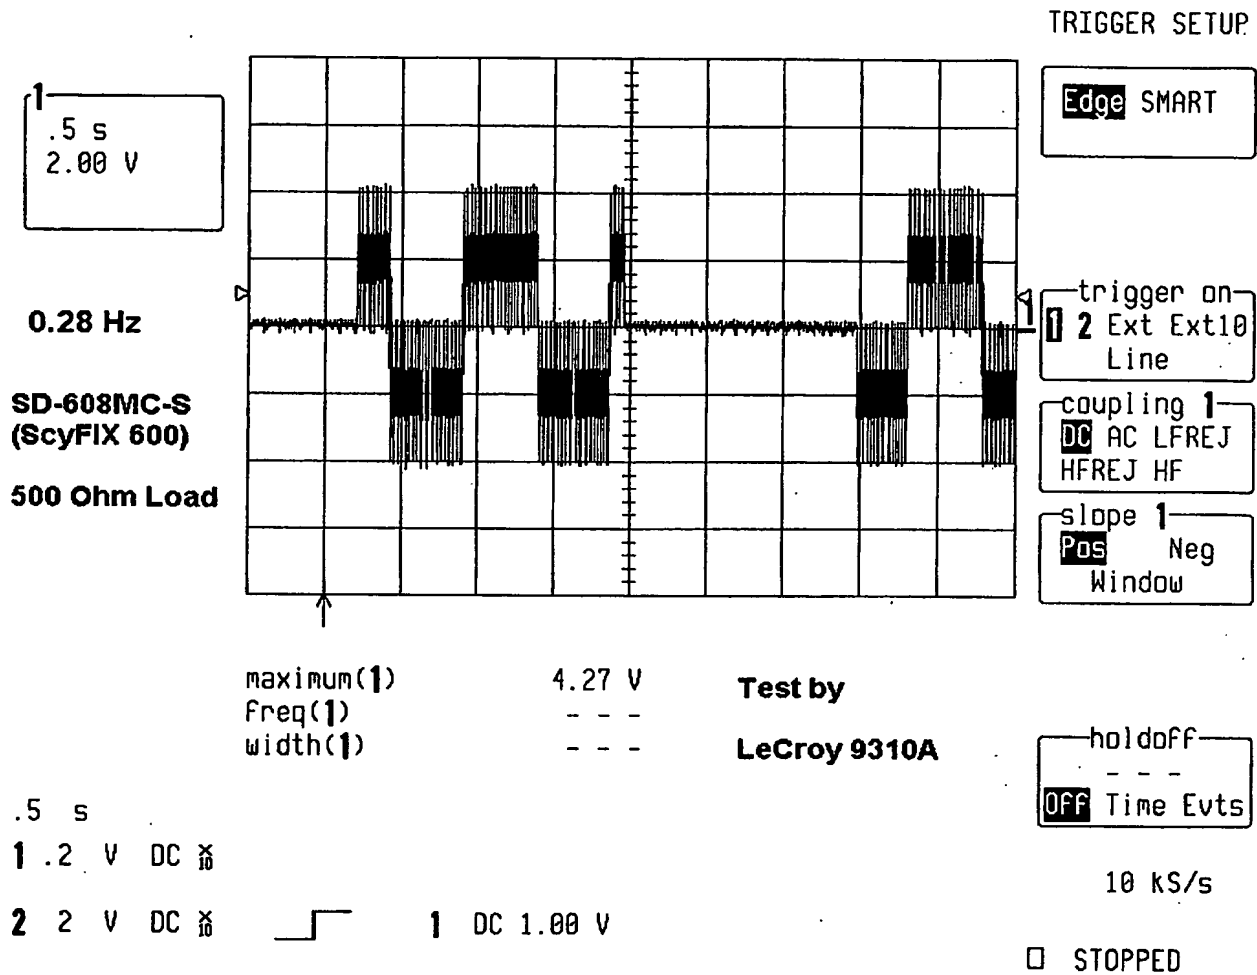 TRIGGER SETUP
1
.5 s
2.00 V
Edge SMART
0.28 Hz
SD-608MC-S
(ScyFIX 600)
500 Ohm Load
1
trigger on
1 2 Ext Ext10
Line
coupling 1
DC AC LFREJ
HFREJ HF
slope 1
Pos Neg
Window
maximum(1) 4.27 V
freq(1) - - -
width(1) - - -
Test by
LeCroy 9310A
holdoff
- - -
Off Time Evts
.5 s
1 .2 V DC X10
2 2 V DC X10
1 DC 1.00 V
10 kS/s
STOPPED